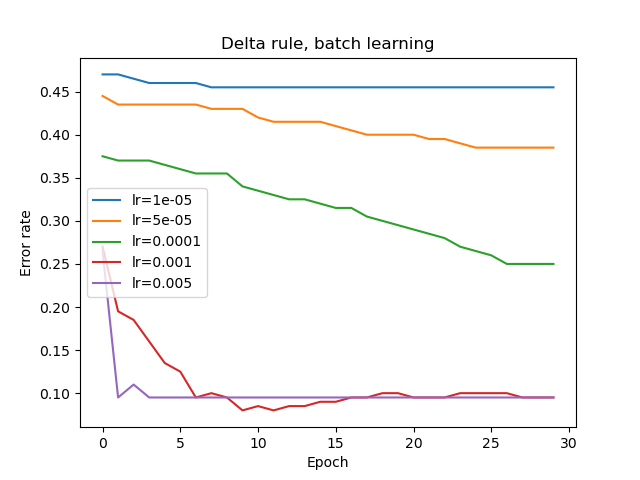 Delta rule, batch learning
Error rate
0.45
0.40
0.35
0.30
0.25
0.20
0.15
0.10
lr=1e-05
lr=5e-05
lr=0.0001
lr=0.001
lr=0.005
0 5 10 15 20 25 30
Epoch